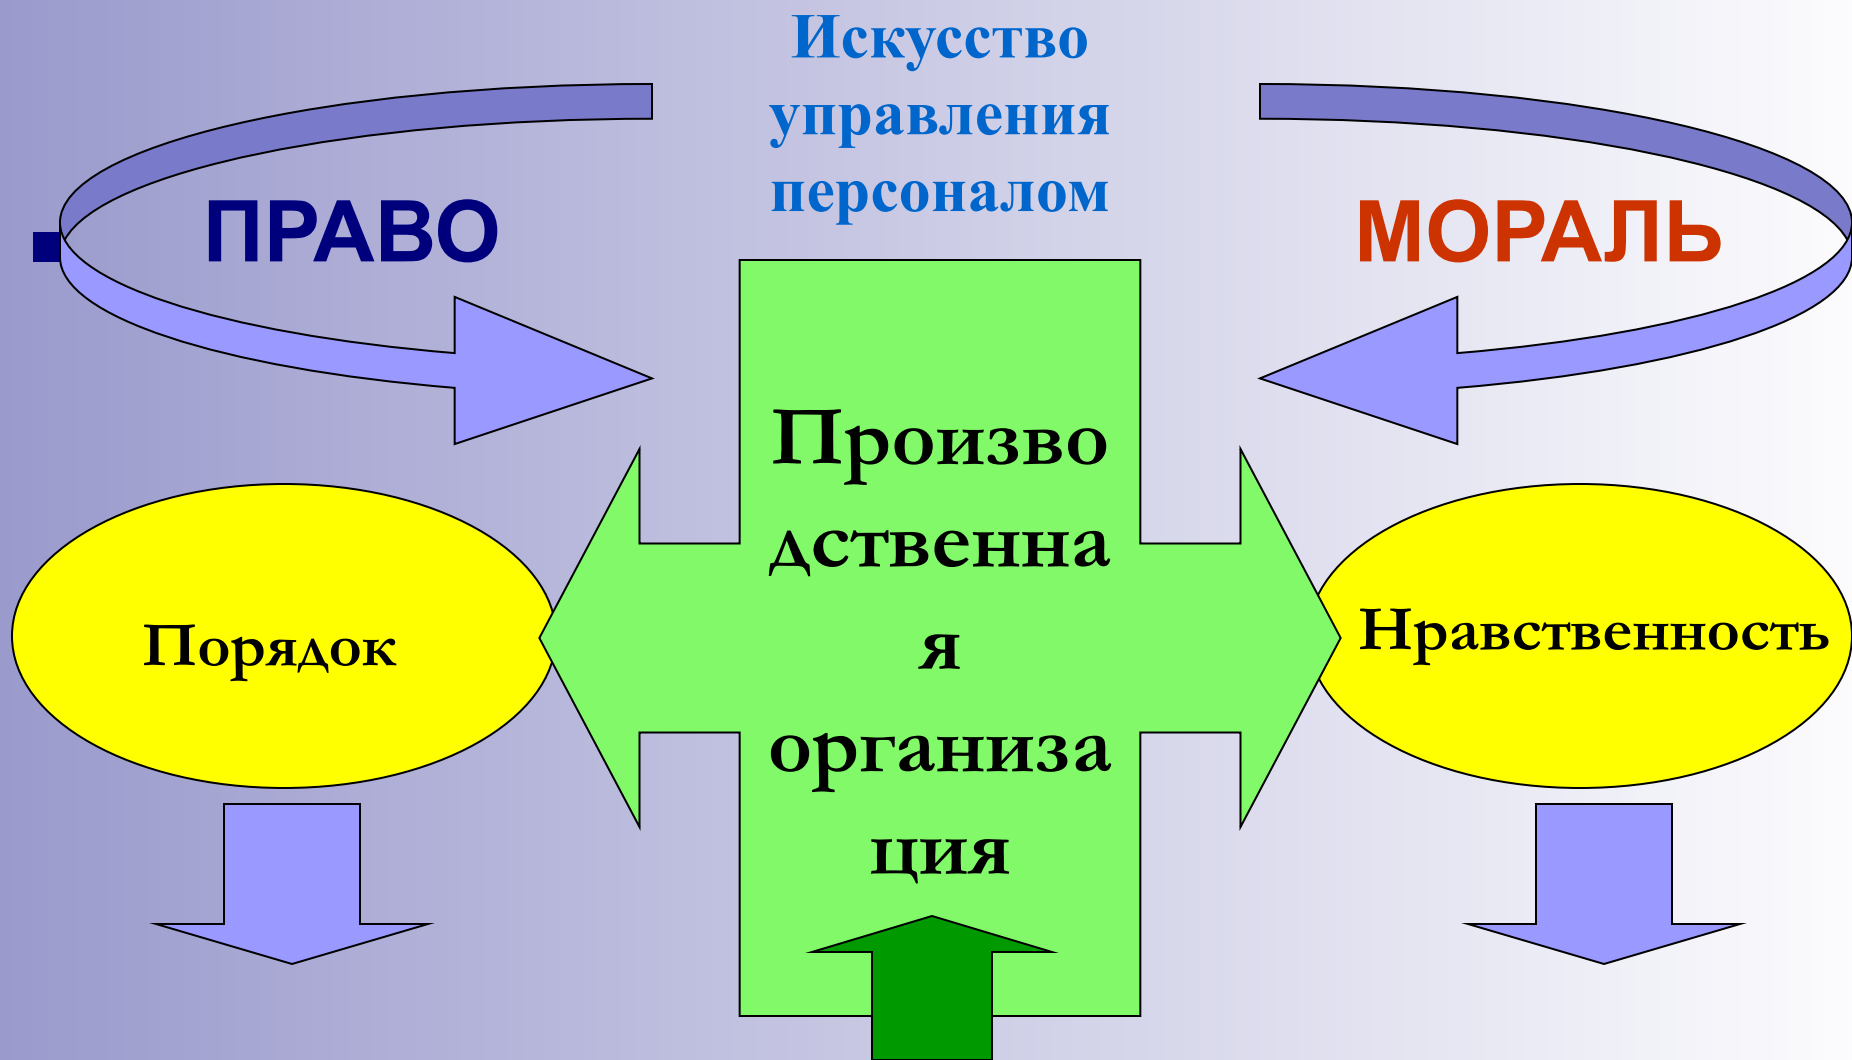 Искусство
управления
персоналом
ПРАВО
МОРАЛЬ
Произво
дственна
я
организа
ция
Порядок
Нравственность